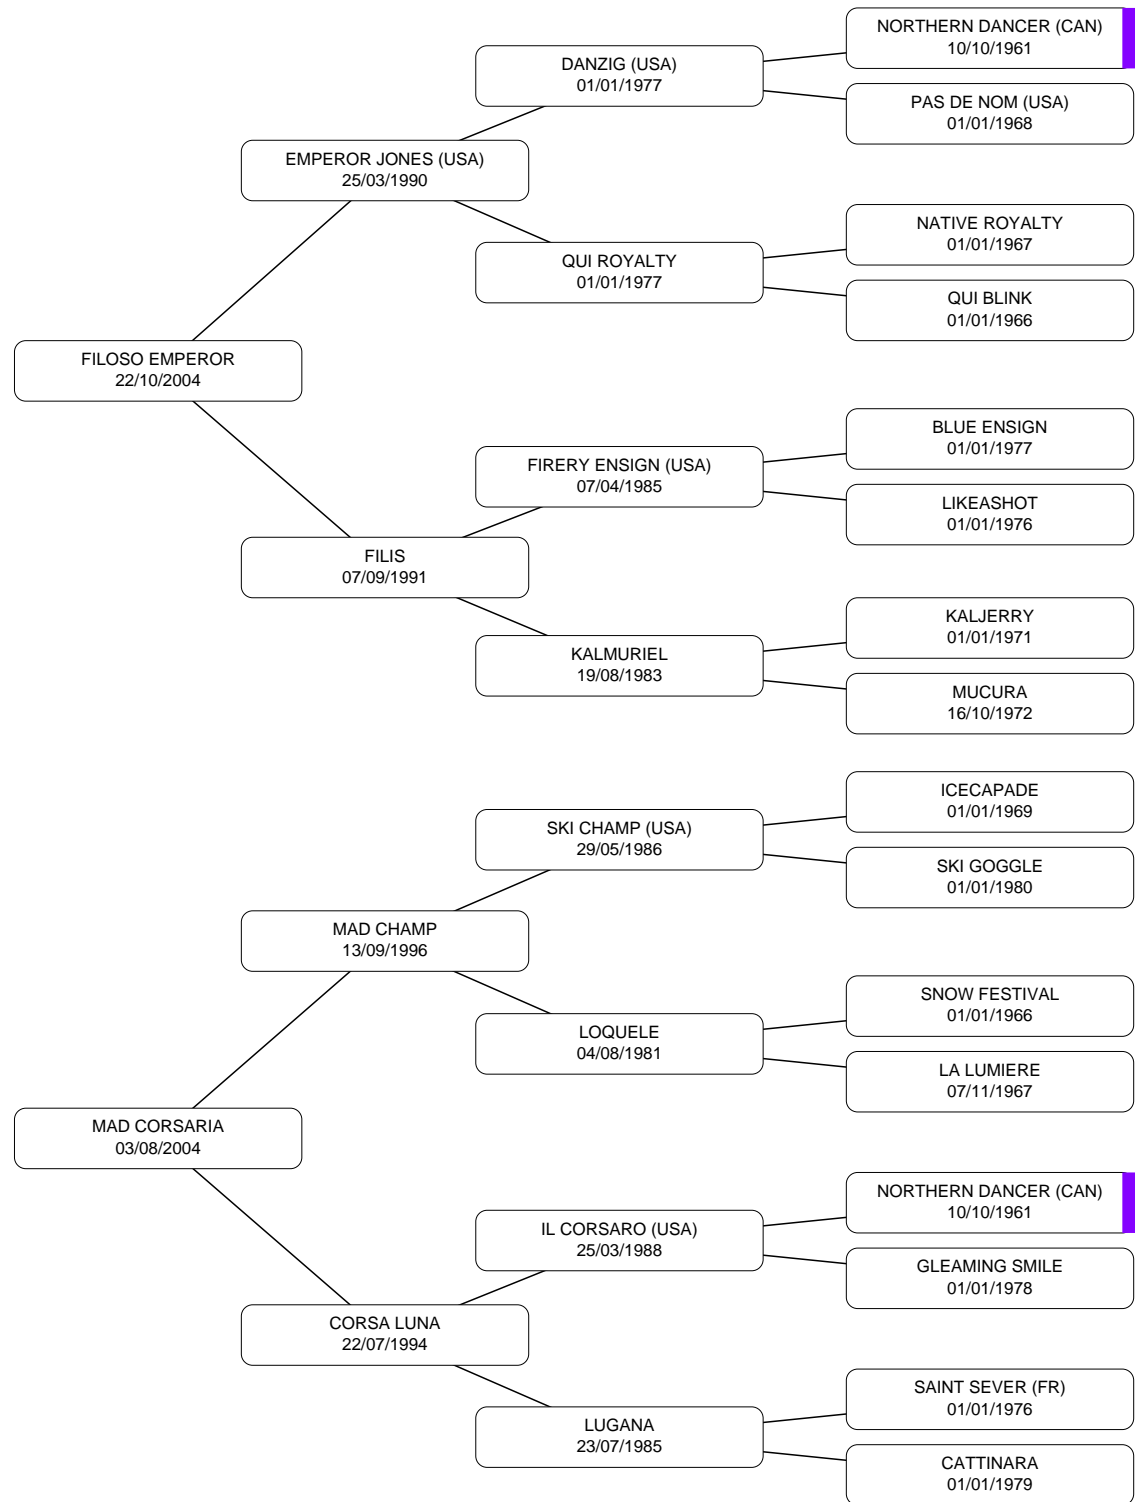 NORTHERN DANCER (CAN)
10/10/1961
DANZIG (USA)
01/01/1977
PAS DE NOM (USA)
01/01/1968
EMPEROR JONES (USA)
25/03/1990
NATIVE ROYALTY
01/01/1967
QUI ROYALTY
01/01/1977
QUI BLINK
01/01/1966
FILOSO EMPEROR
22/10/2004
BLUE ENSIGN
01/01/1977
FIRERY ENSIGN (USA)
07/04/1985
LIKEASHOT
01/01/1976
FILIS
07/09/1991
KALJERRY
01/01/1971
KALMURIEL
19/08/1983
MUCURA
16/10/1972
ICECAPADE
01/01/1969
SKI CHAMP (USA)
29/05/1986
SKI GOGGLE
01/01/1980
MAD CHAMP
13/09/1996
SNOW FESTIVAL
01/01/1966
LOQUELE
04/08/1981
LA LUMIERE
07/11/1967
MAD CORSARIA
03/08/2004
NORTHERN DANCER (CAN)
10/10/1961
IL CORSARO (USA)
25/03/1988
GLEAMING SMILE
01/01/1978
CORSA LUNA
22/07/1994
SAINT SEVER (FR)
01/01/1976
LUGANA
23/07/1985
CATTINARA
01/01/1979